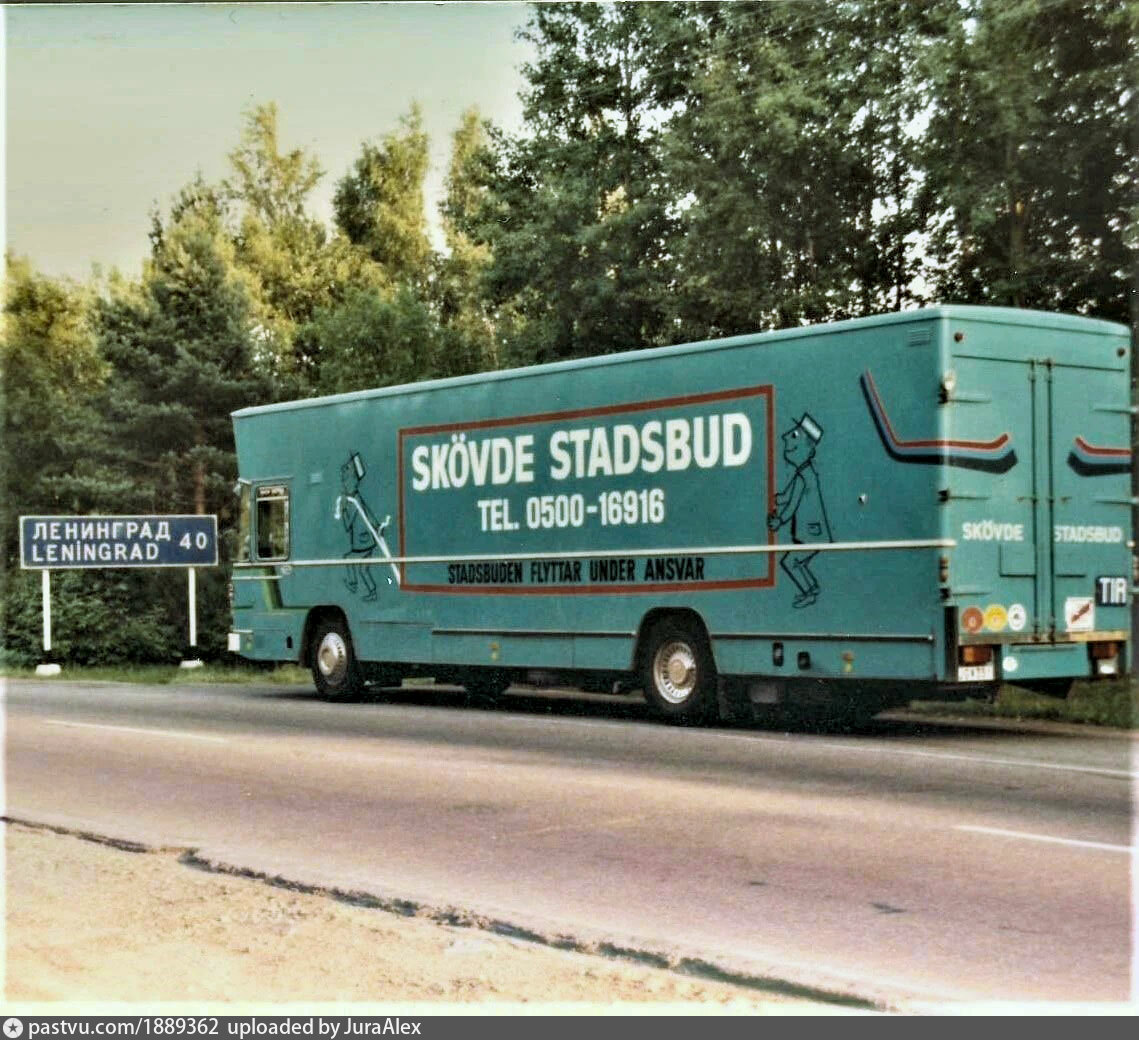 ЛЕНИНГРАД 40
LENINGRAD
SKÖVDE STADSBUD
TEL. 0500-16916
STADSBUDEN FLYTTAR UNDER ANSVAR
SKÖVDE STADSBUD
TIR
pastvu.com/1889362 uploaded by JuraAlex